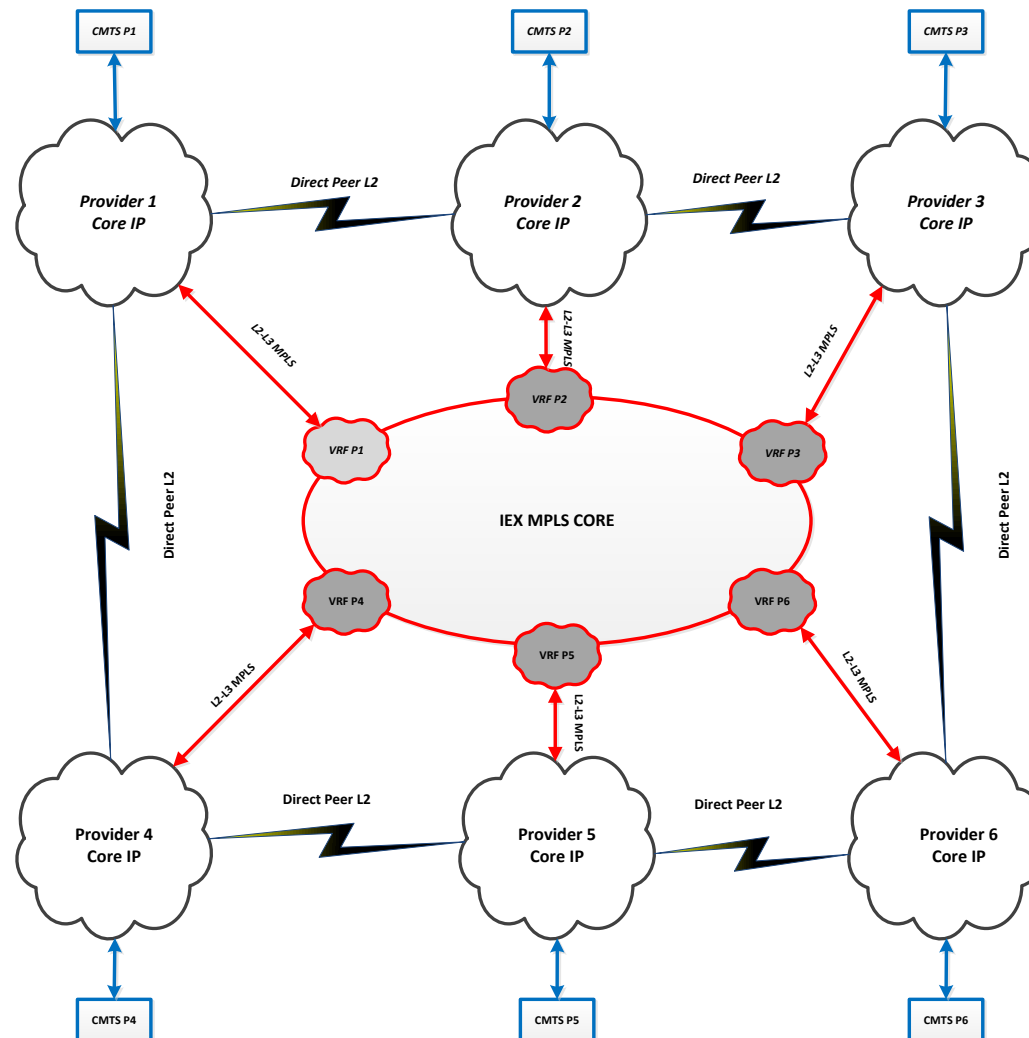 CMTS P1
CMTS P2
CMTS P3
Provider 1
Core IP
Direct Peer L2
Provider 2
Core IP
Direct Peer L2
Provider 3
Core IP
L2-L3 MPLS
L2-L3 MPLS
L2-L3 MPLS
VRF P2
VRF P1
VRF P3
IEX MPLS CORE
Direct Peer L2
Direct Peer L2
VRF P4
VRF P6
VRF P5
L2-L3 MPLS
L2-L3 MPLS
L2-L3 MPLS
Provider 4
Core IP
Direct Peer L2
Provider 5
Core IP
Direct Peer L2
Provider 6
Core IP
CMTS P4
CMTS P5
CMTS P6